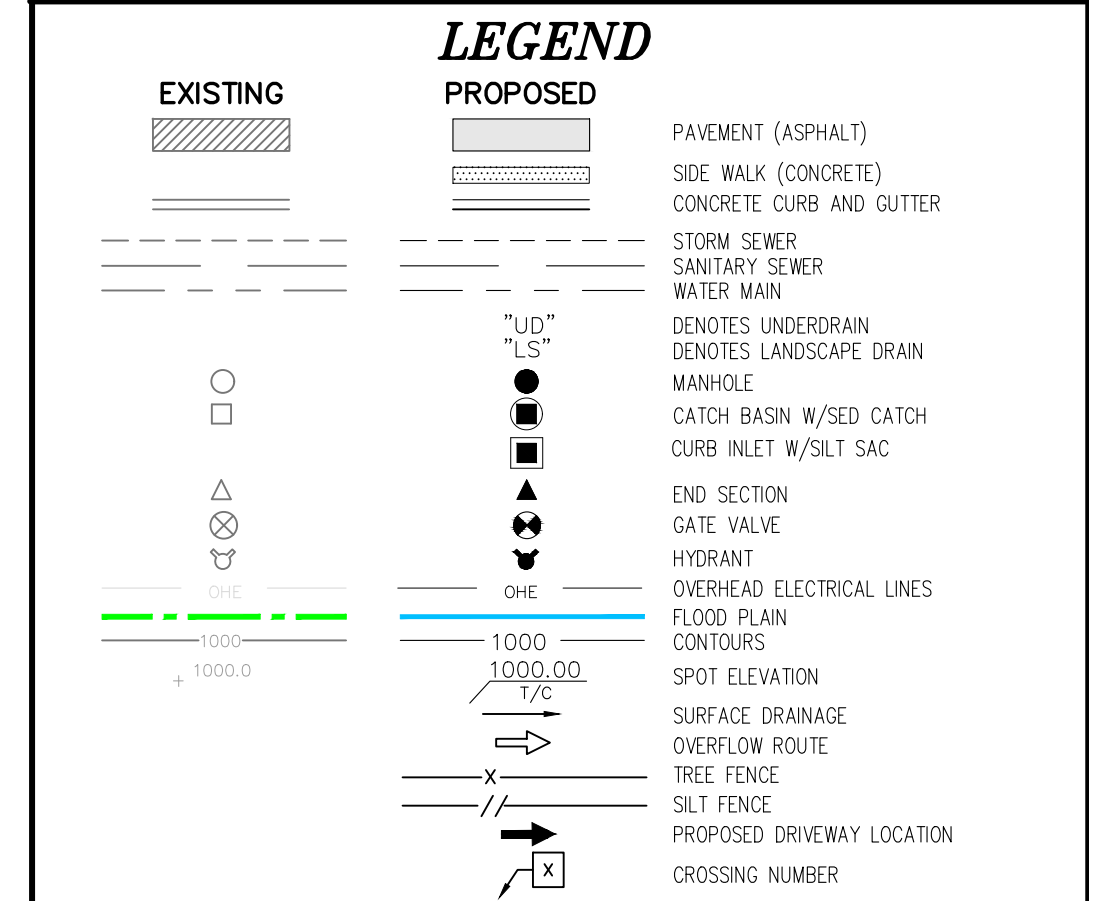 LEGEND
EXISTING PROPOSED
PAVEMENT (ASPHALT)
SIDE WALK (CONCRETE)
CONCRETE CURB AND GUTTER
STORM SEWER
SANITARY SEWER
WATER MAIN
"UD" DENOTES UNDERDRAIN
"LS" DENOTES LANDSCAPE DRAIN
MANHOLE
CATCH BASIN W/SED CATCH
CURB INLET W/SILT SAC
END SECTION
GATE VALVE
HYDRANT
OHE OHE OVERHEAD ELECTRICAL LINES
FLOOD PLAIN
1000 1000 CONTOURS
+ 1000.0 1000.00 SPOT ELEVATION
T/C
SURFACE DRAINAGE
OVERFLOW ROUTE
X TREE FENCE
// SILT FENCE
PROPOSED DRIVEWAY LOCATION
X CROSSING NUMBER